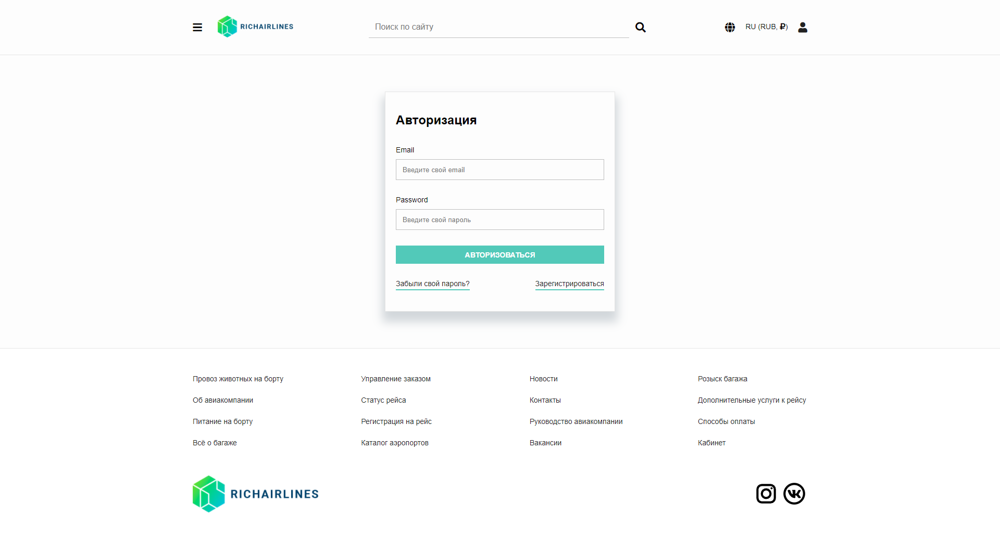 RICHAIRLINES
Поиск по сайту
RU (RUB, ₽)
Авторизация
Email
Введите свой email
Password
Введите свой пароль
АВТОРИЗОВАТЬСЯ
Забыли свой пароль?
Зарегистрироваться
Провоз животных на борту
Об авиакомпании
Питание на борту
Всё о багаже
Управление заказом
Статус рейса
Регистрация на рейс
Каталог аэропортов
Новости
Контакты
Руководство авиакомпании
Вакансии
Розыск багажа
Дополнительные услуги к рейсу
Способы оплаты
Кабинет
RICHAIRLINES